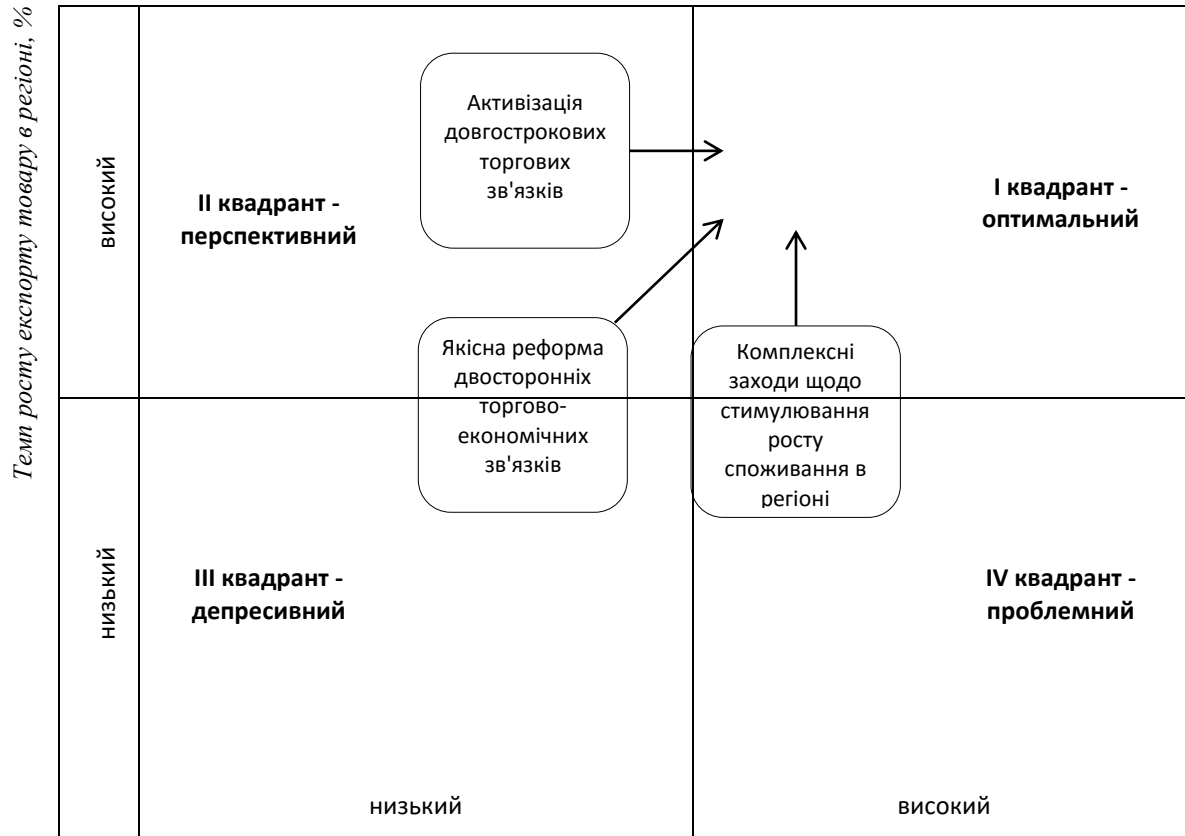 Темп росту експорту товару в регіоні, %
високий
II квадрант -
перспективний
Активізація
довгострокових
торгових
зв'язків
I квадрант -
оптимальний
Якісна реформа
двосторонніх
торгово-
економічних
зв'язків
Комплексні
заходи щодо
стимулювання
росту
споживання в
регіоні
низький
III квадрант -
депресивний
IV квадрант -
проблемний
низький
високий